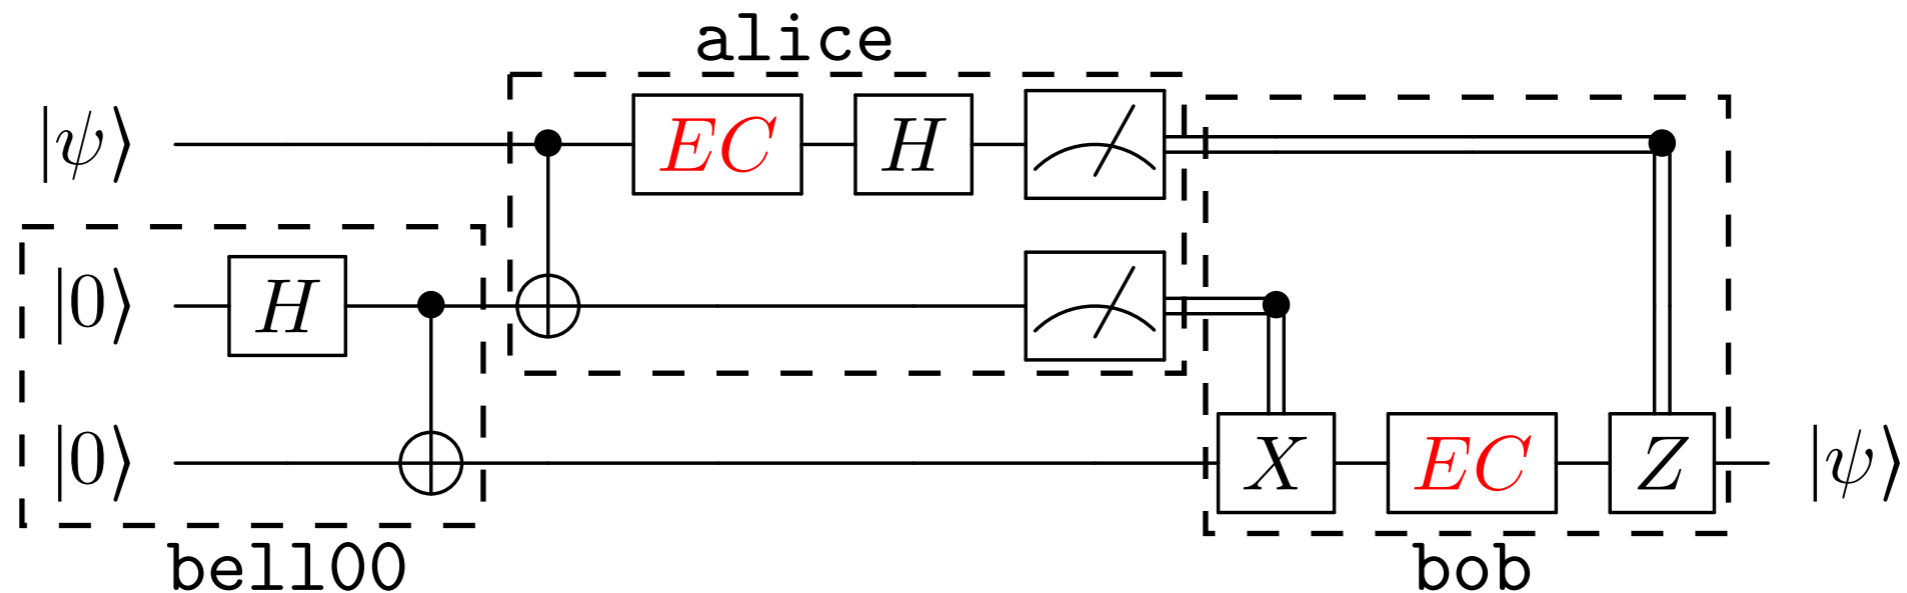 alice
|ψ⟩ EC H
|0⟩ H
|0⟩ X EC Z |ψ⟩
bell00 bob